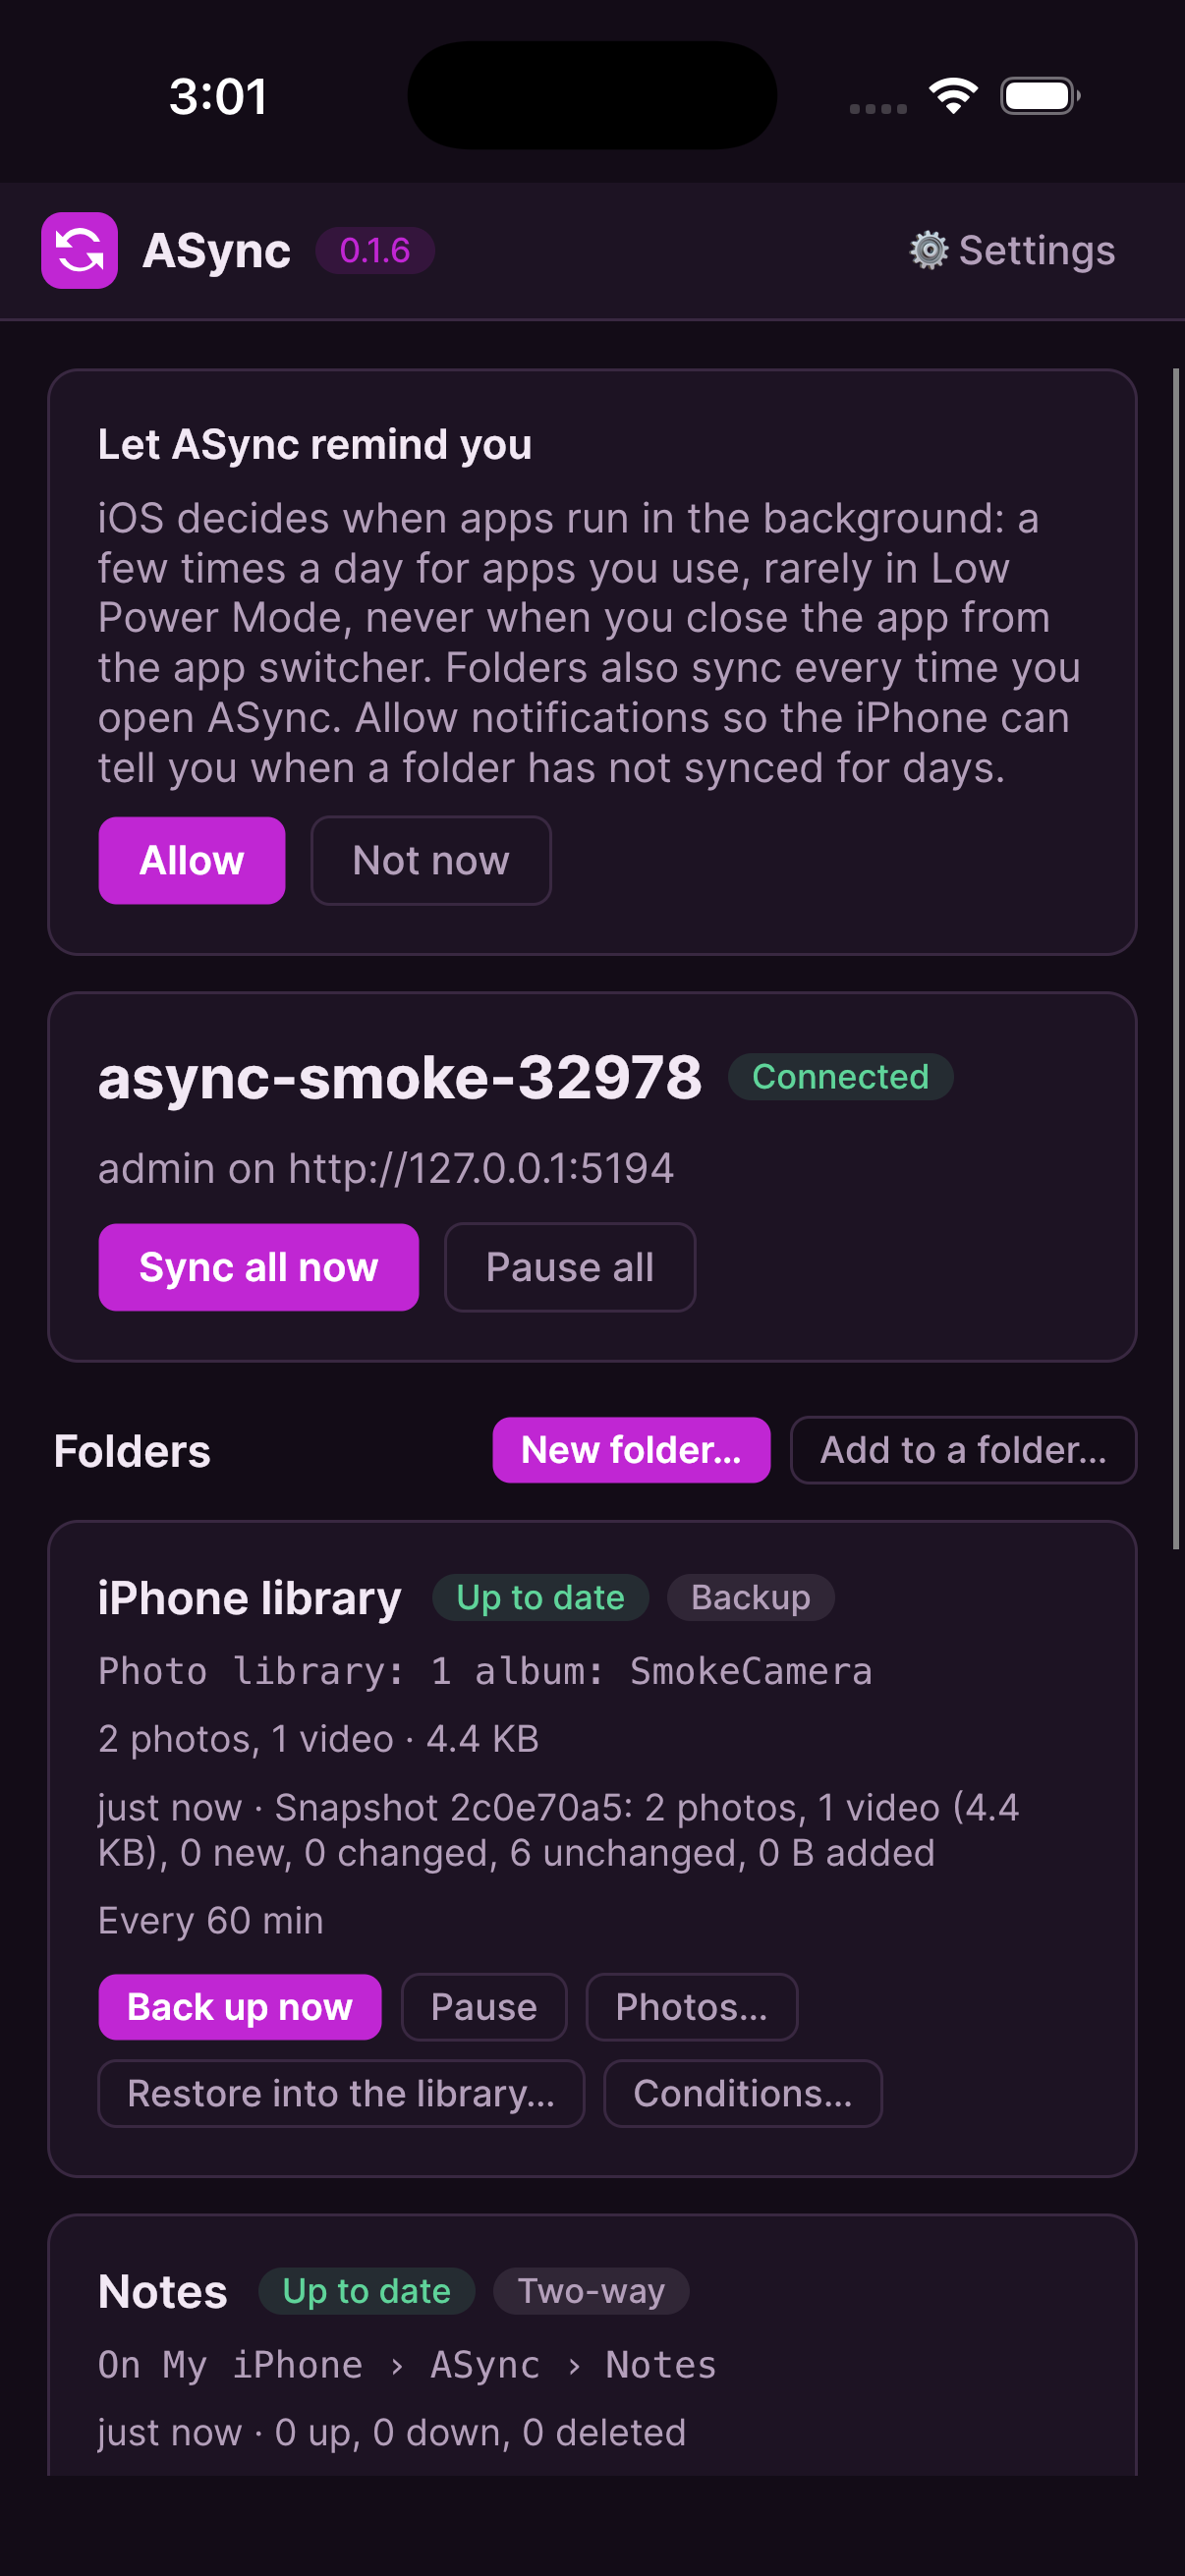 3:01
ASync 0.1.6 Settings
Let ASync remind you
iOS decides when apps run in the background: a
few times a day for apps you use, rarely in Low
Power Mode, never when you close the app from
the app switcher. Folders also sync every time you
open ASync. Allow notifications so the iPhone can
tell you when a folder has not synced for days.
Allow Not now
async-smoke-32978 Connected
admin on http://127.0.0.1:5194
Sync all now Pause all
Folders New folder... Add to a folder...
iPhone library Up to date Backup
Photo library: 1 album: SmokeCamera
2 photos, 1 video · 4.4 KB
just now · Snapshot 2c0e70a5: 2 photos, 1 video (4.4
KB), 0 new, 0 changed, 6 unchanged, 0 B added
Every 60 min
Back up now Pause Photos...
Restore into the library... Conditions...
Notes Up to date Two-way
On My iPhone › ASync › Notes
just now · 0 up, 0 down, 0 deleted